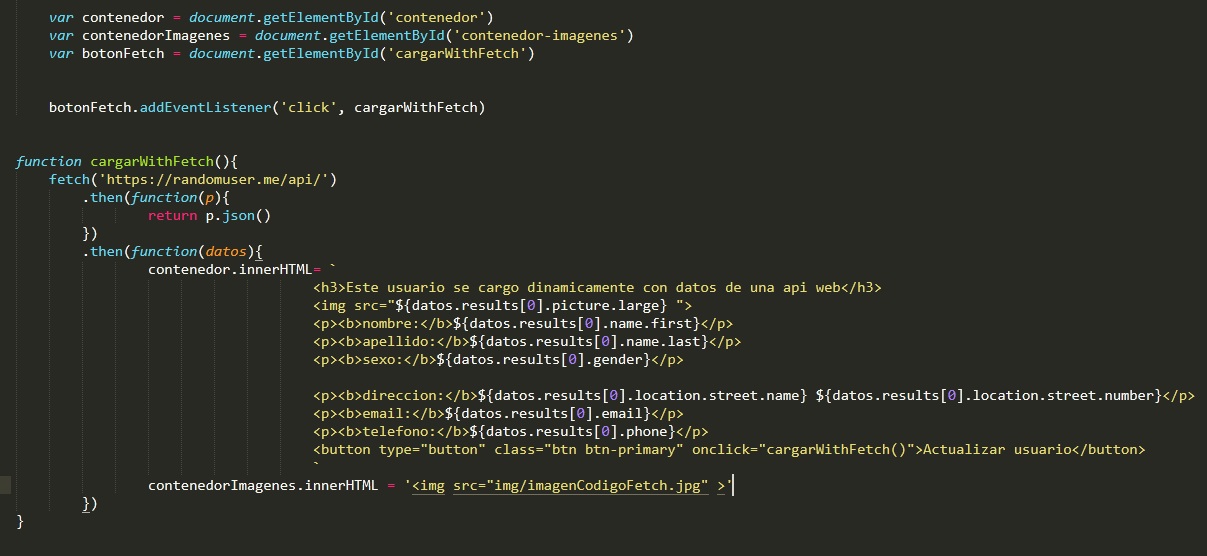 var contenedor = document.getElementById('contenedor')
var contenedorImagenes = document.getElementById('contenedor-imagenes')
var botonFetch = document.getElementById('cargarWithFetch')
botonFetch.addEventListener('click', cargarWithFetch)
function cargarWithFetch(){
fetch('https://randomuser.me/api/')
.then(function(p){
return p.json()
})
.then(function(datos){
contenedor.innerHTML= `
<h3>Este usuario se cargo dinamicamente con datos de una api web</h3>
<img src="${datos.results[0].picture.large} ">
<p><b>nombre:</b>${datos.results[0].name.first}</p>
<p><b>apellido:</b>${datos.results[0].name.last}</p>
<p><b>sexo:</b>${datos.results[0].gender}</p>
<p><b>direccion:</b>${datos.results[0].location.street.name} ${datos.results[0].location.street.number}</p>
<p><b>email:</b>${datos.results[0].email}</p>
<p><b>telefono:</b>${datos.results[0].phone}</p>
<button type="button" class="btn btn-primary" onclick="cargarWithFetch()">Actualizar usuario</button>
`
contenedorImagenes.innerHTML = '<img src="img/imagenCodigoFetch.jpg" >'
})
}